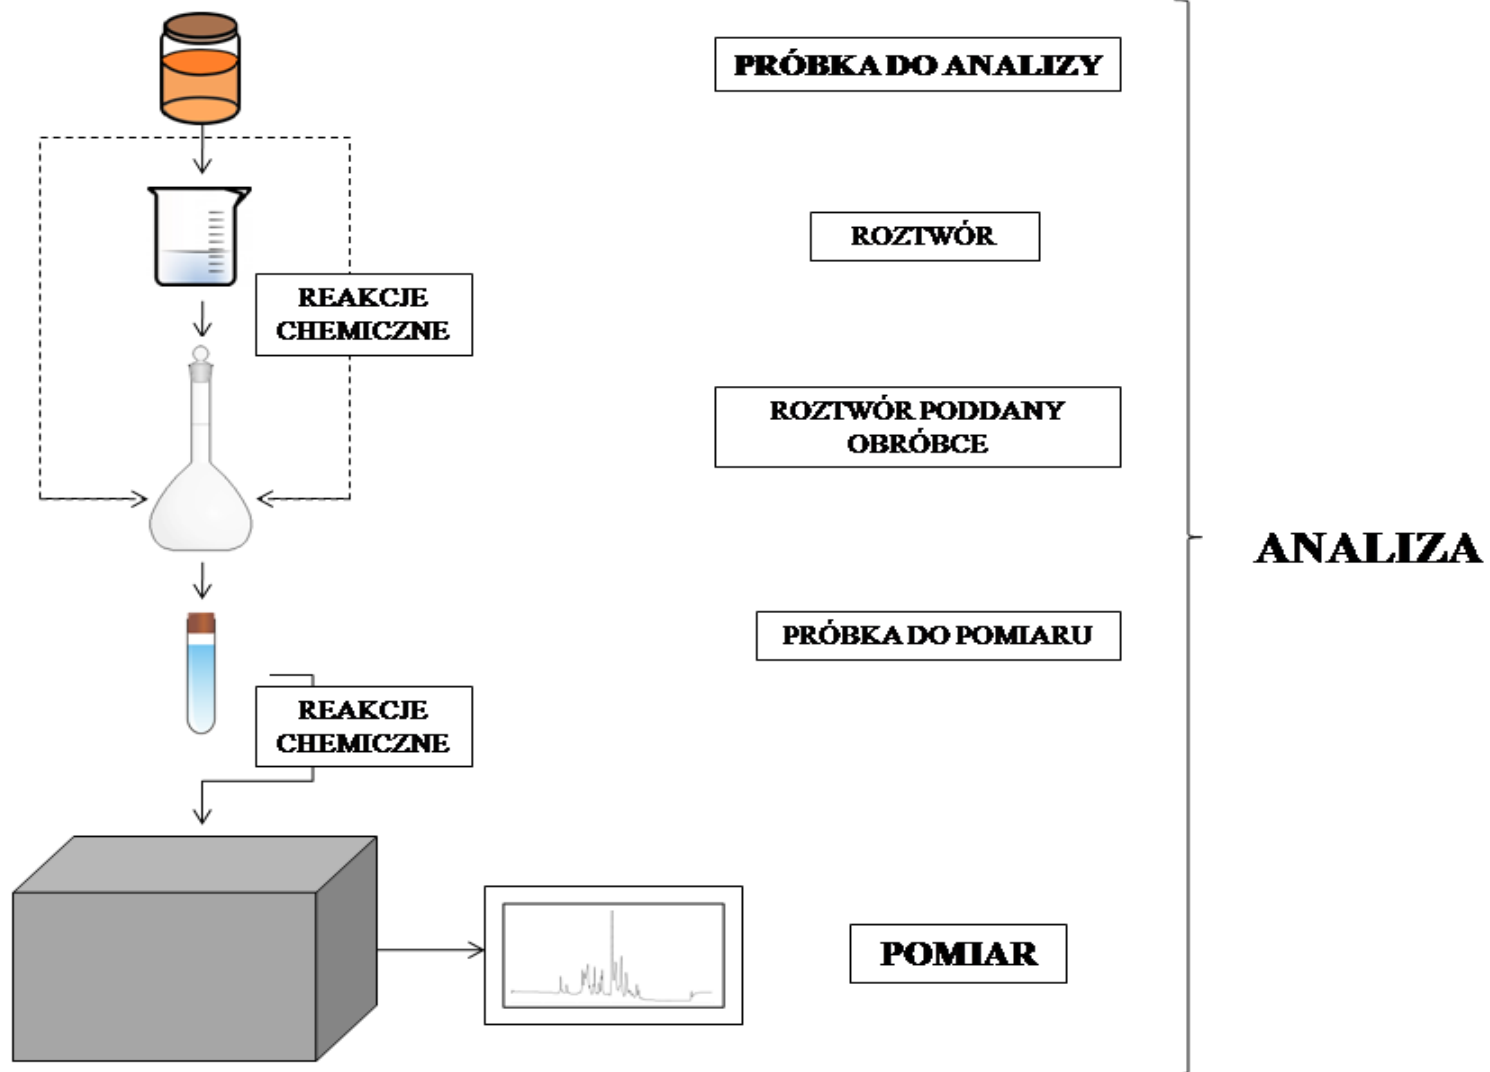 PRÓBKA DO ANALIZY
ROZTWÓR
REAKCJE
CHEMICZNE
ROZTWÓR PODDANY
OBRÓBCE
ANALIZA
PRÓBKA DO POMIARU
REAKCJE
CHEMICZNE
POMIAR